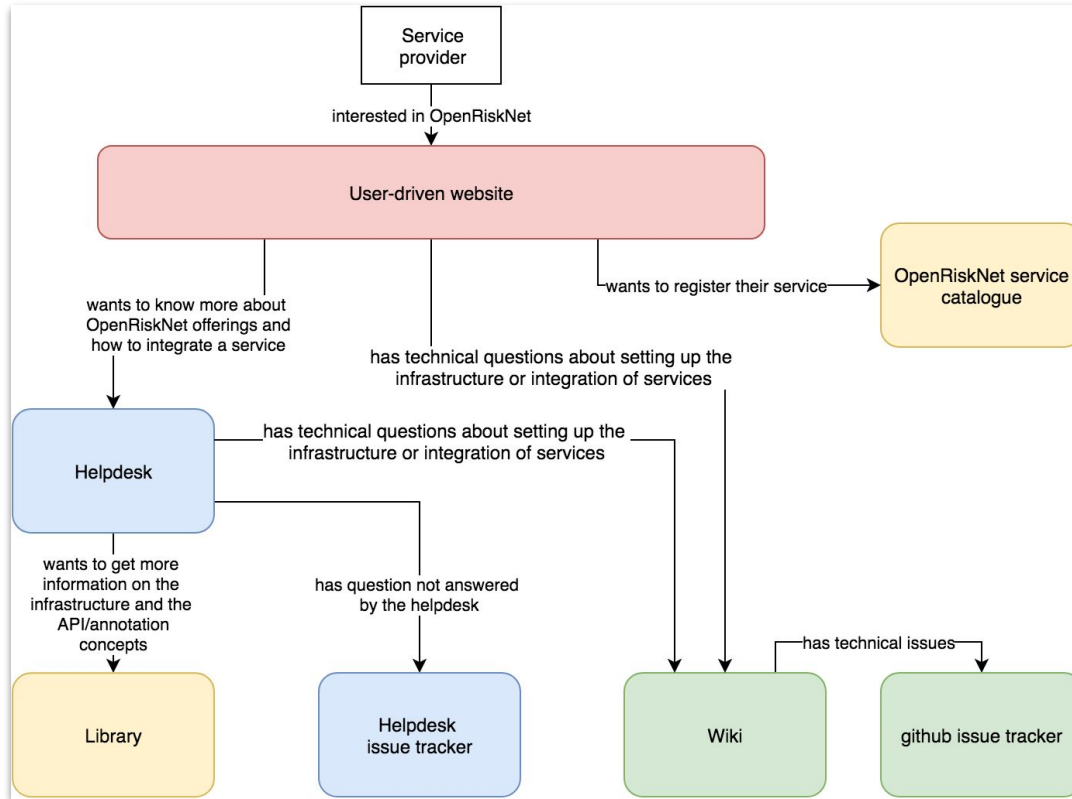 Service
provider
interested in OpenRiskNet
User-driven website
wants to register their service
OpenRiskNet service
catalogue
wants to know more about
OpenRiskNet offerings and
how to integrate a service
has technical questions about setting up the
infrastructure or integration of services
Helpdesk
has technical questions about setting up the
infrastructure or integration of services
wants to get more
information on the
infrastructure and the
API/annotation
concepts
has question not answered
by the helpdesk
has technical issues
Library
Helpdesk
issue tracker
Wiki
github issue tracker